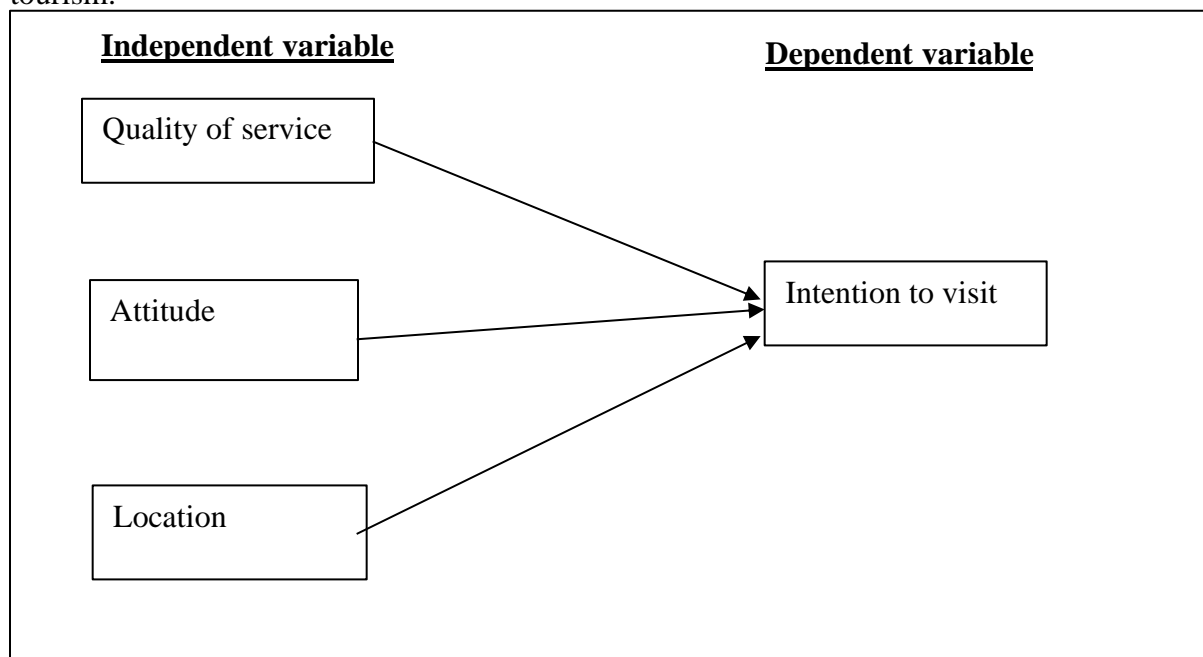 tourism.
Independent variable
Dependent variable
Quality of service
Intention to visit
Attitude
Location